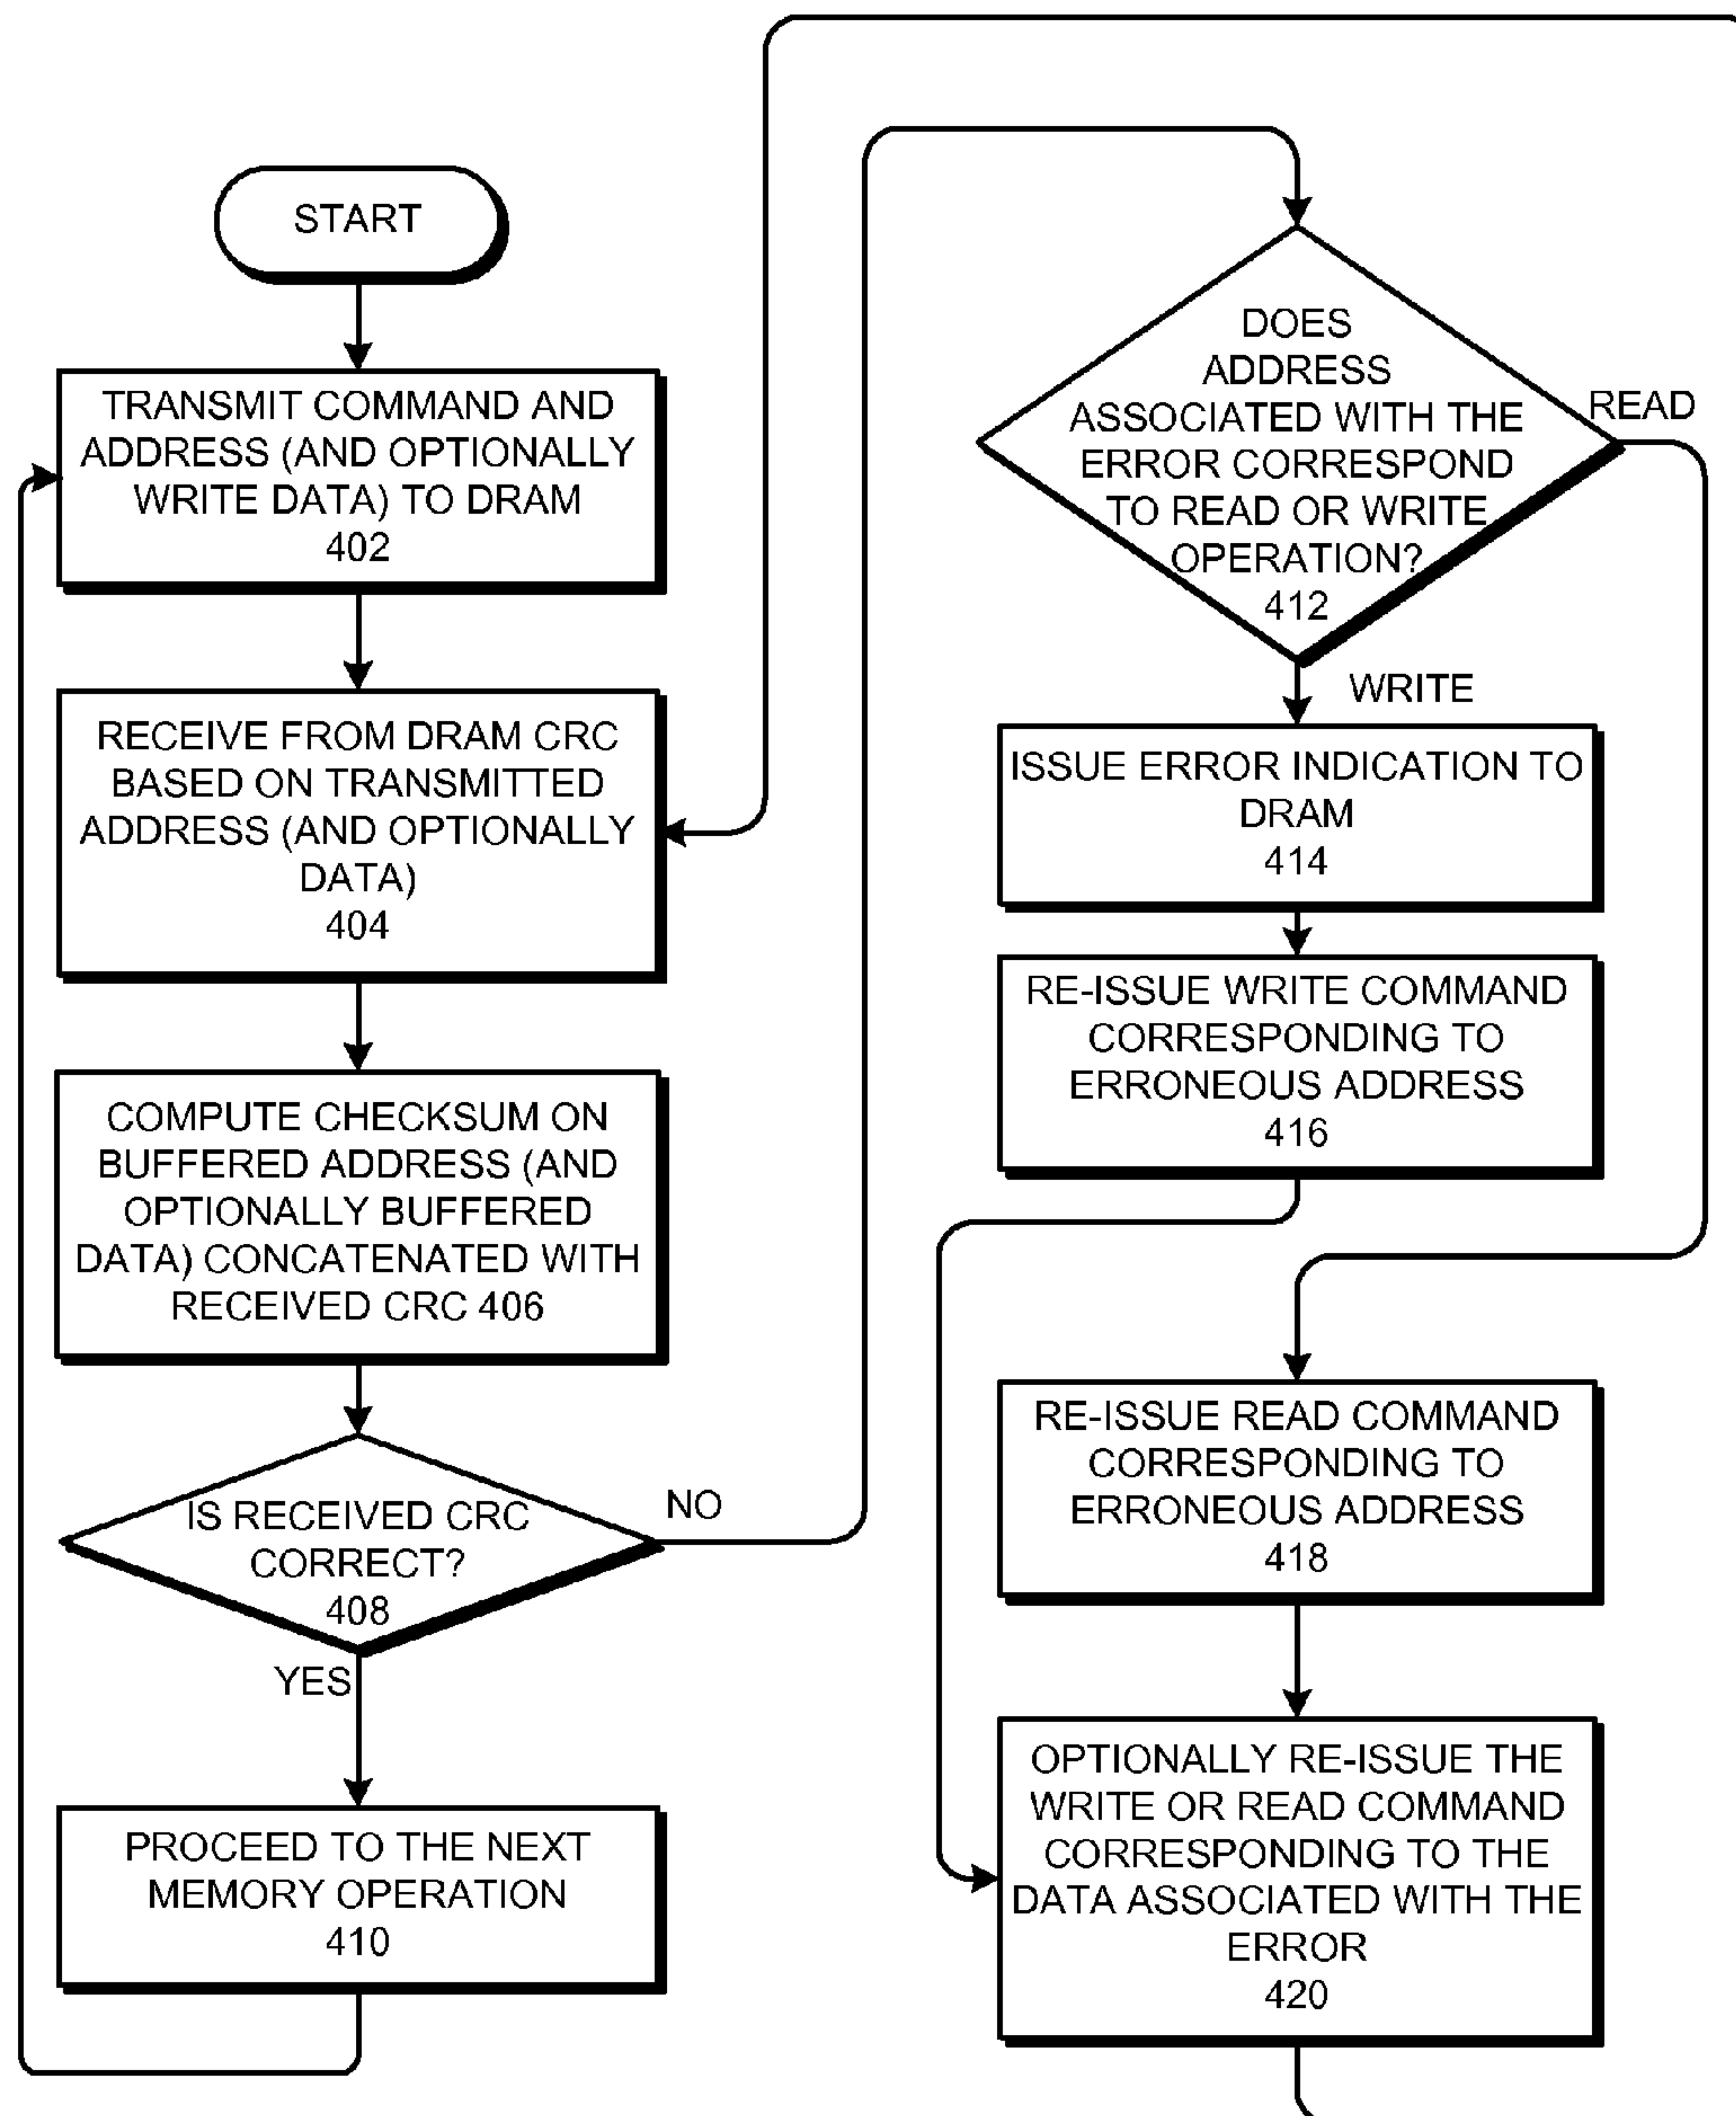 START
TRANSMIT COMMAND AND
ADDRESS (AND OPTIONALLY
WRITE DATA) TO DRAM
402
RECEIVE FROM DRAM CRC
BASED ON TRANSMITTED
ADDRESS (AND OPTIONALLY
DATA)
404
COMPUTE CHECKSUM ON
BUFFERED ADDRESS (AND
OPTIONALLY BUFFERED
DATA) CONCATENATED WITH
RECEIVED CRC 406
IS RECEIVED CRC
CORRECT?
408
NO
YES
PROCEED TO THE NEXT
MEMORY OPERATION
410
DOES
ADDRESS
ASSOCIATED WITH THE
ERROR CORRESPOND
TO READ OR WRITE
OPERATION?
412
READ
WRITE
ISSUE ERROR INDICATION TO
DRAM
414
RE-ISSUE WRITE COMMAND
CORRESPONDING TO
ERRONEOUS ADDRESS
416
RE-ISSUE READ COMMAND
CORRESPONDING TO
ERRONEOUS ADDRESS
418
OPTIONALLY RE-ISSUE THE
WRITE OR READ COMMAND
CORRESPONDING TO THE
DATA ASSOCIATED WITH THE
ERROR
420